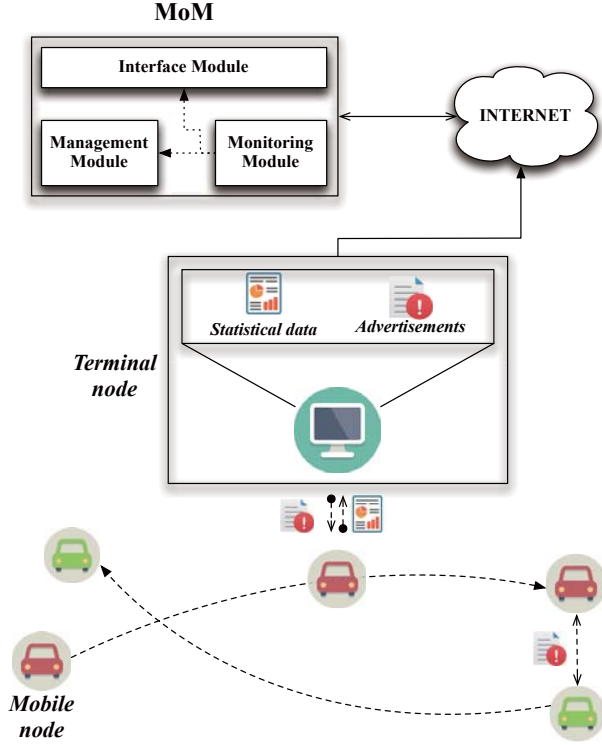 MoM
Interface Module
Management
Module
Monitoring
Module
INTERNET
Statistical data
Advertisements
Terminal
node
Mobile
node